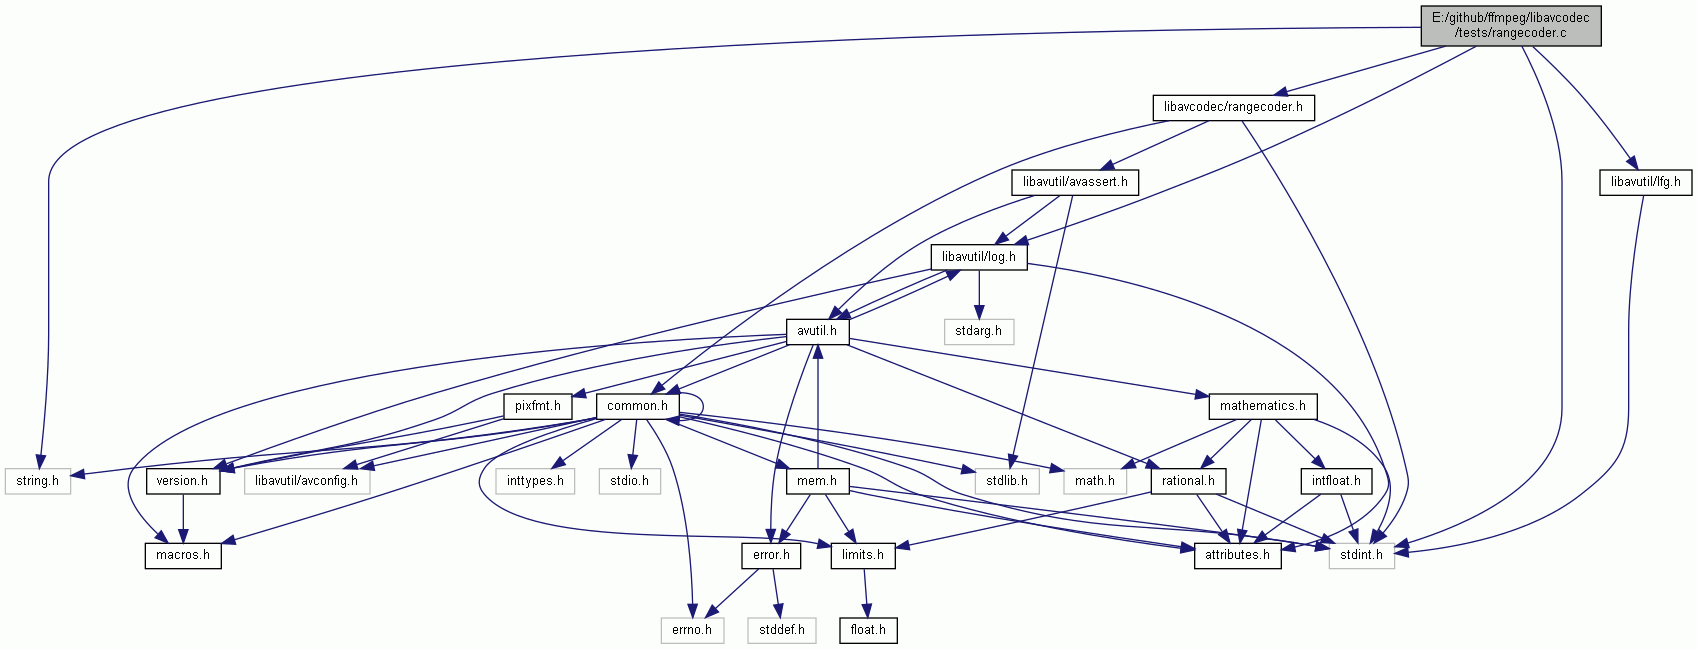 E:/github/ffmpeg/libavcodec
/tests/rangecoder.c
libavcodec/rangecoder.h
libavutil/avassert.h
libavutil/lfg.h
libavutil/log.h
avutil.h
stdarg.h
pixfmt.h
common.h
mathematics.h
string.h
version.h
libavutil/avconfig.h
inttypes.h
stdio.h
mem.h
stdlib.h
math.h
rational.h
intfloat.h
macros.h
error.h
limits.h
attributes.h
stdint.h
errno.h
stddef.h
float.h